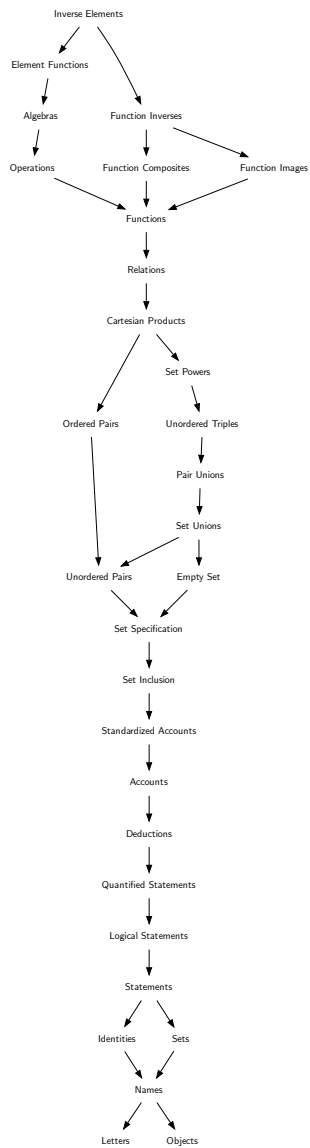 Inverse Elements
Element Functions
Algebras
Function Inverses
Operations
Function Composites
Function Images
Functions
Relations
Cartesian Products
Set Powers
Ordered Pairs
Unordered Triples
Pair Unions
Set Unions
Unordered Pairs
Empty Set
Set Specification
Set Inclusion
Standardized Accounts
Accounts
Deductions
Quantified Statements
Logical Statements
Statements
Identities
Sets
Names
Letters
Objects